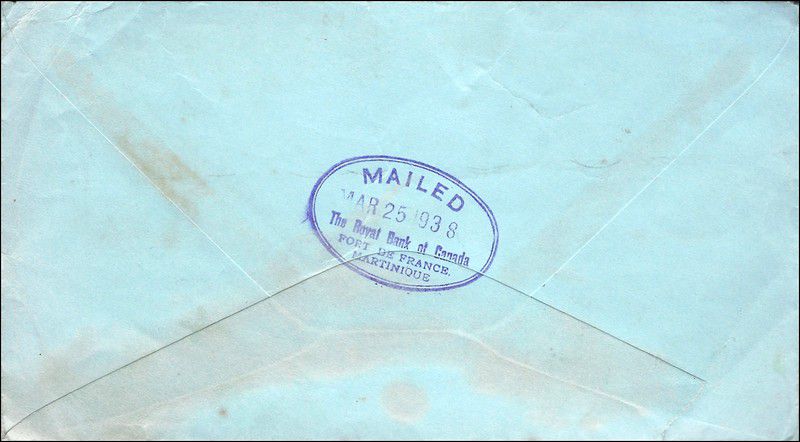 MAILED
MAR 25 1938
The Royal Bank of Canada
FORT DE FRANCE,
MARTINIQUE